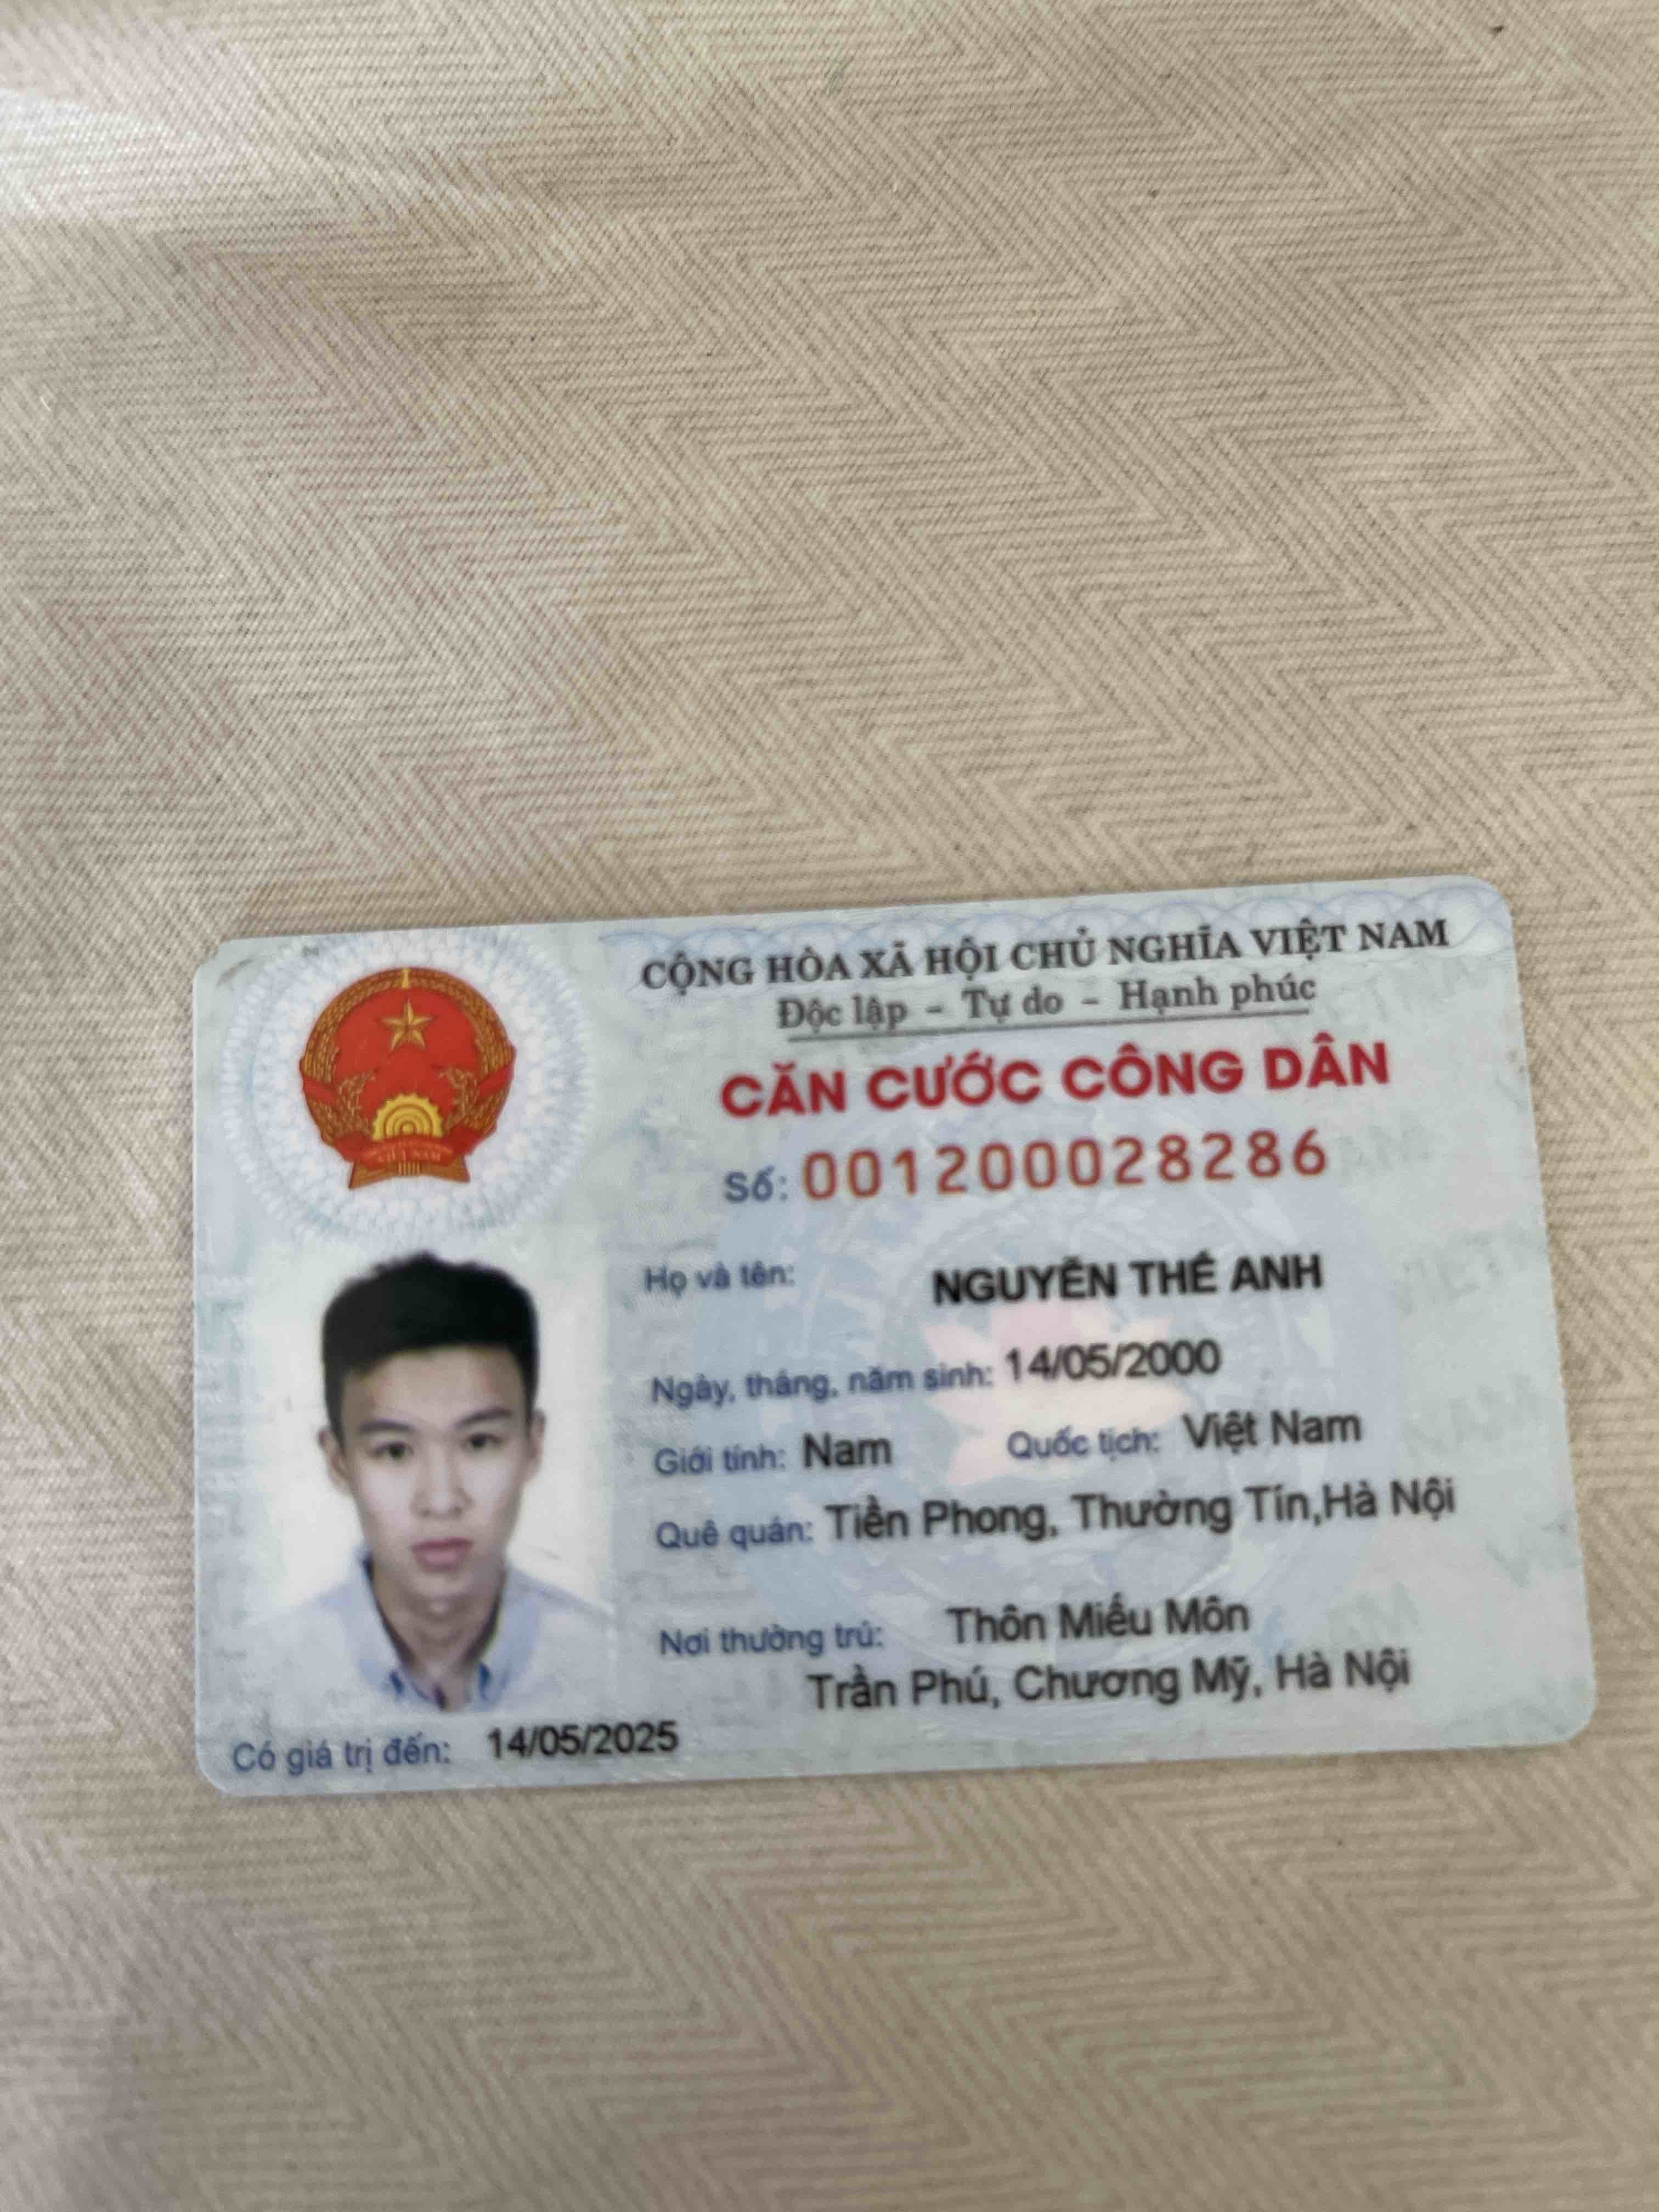 CỘNG HÒA XÃ HỘI CHỦ NGHĨA VIỆT NAM
Độc lập - Tự do - Hạnh phúc
CĂN CƯỚC CÔNG DÂN
Số: 001200028286
Họ và tên: NGUYỄN THẾ ANH
Ngày, tháng, năm sinh: 14/05/2000
Giới tính: Nam Quốc tịch: Việt Nam
Quê quán: Tiền Phong, Thường Tín,Hà Nội
Nơi thường trú: Thôn Miếu Môn
Trần Phú, Chương Mỹ, Hà Nội
Có giá trị đến: 14/05/2025